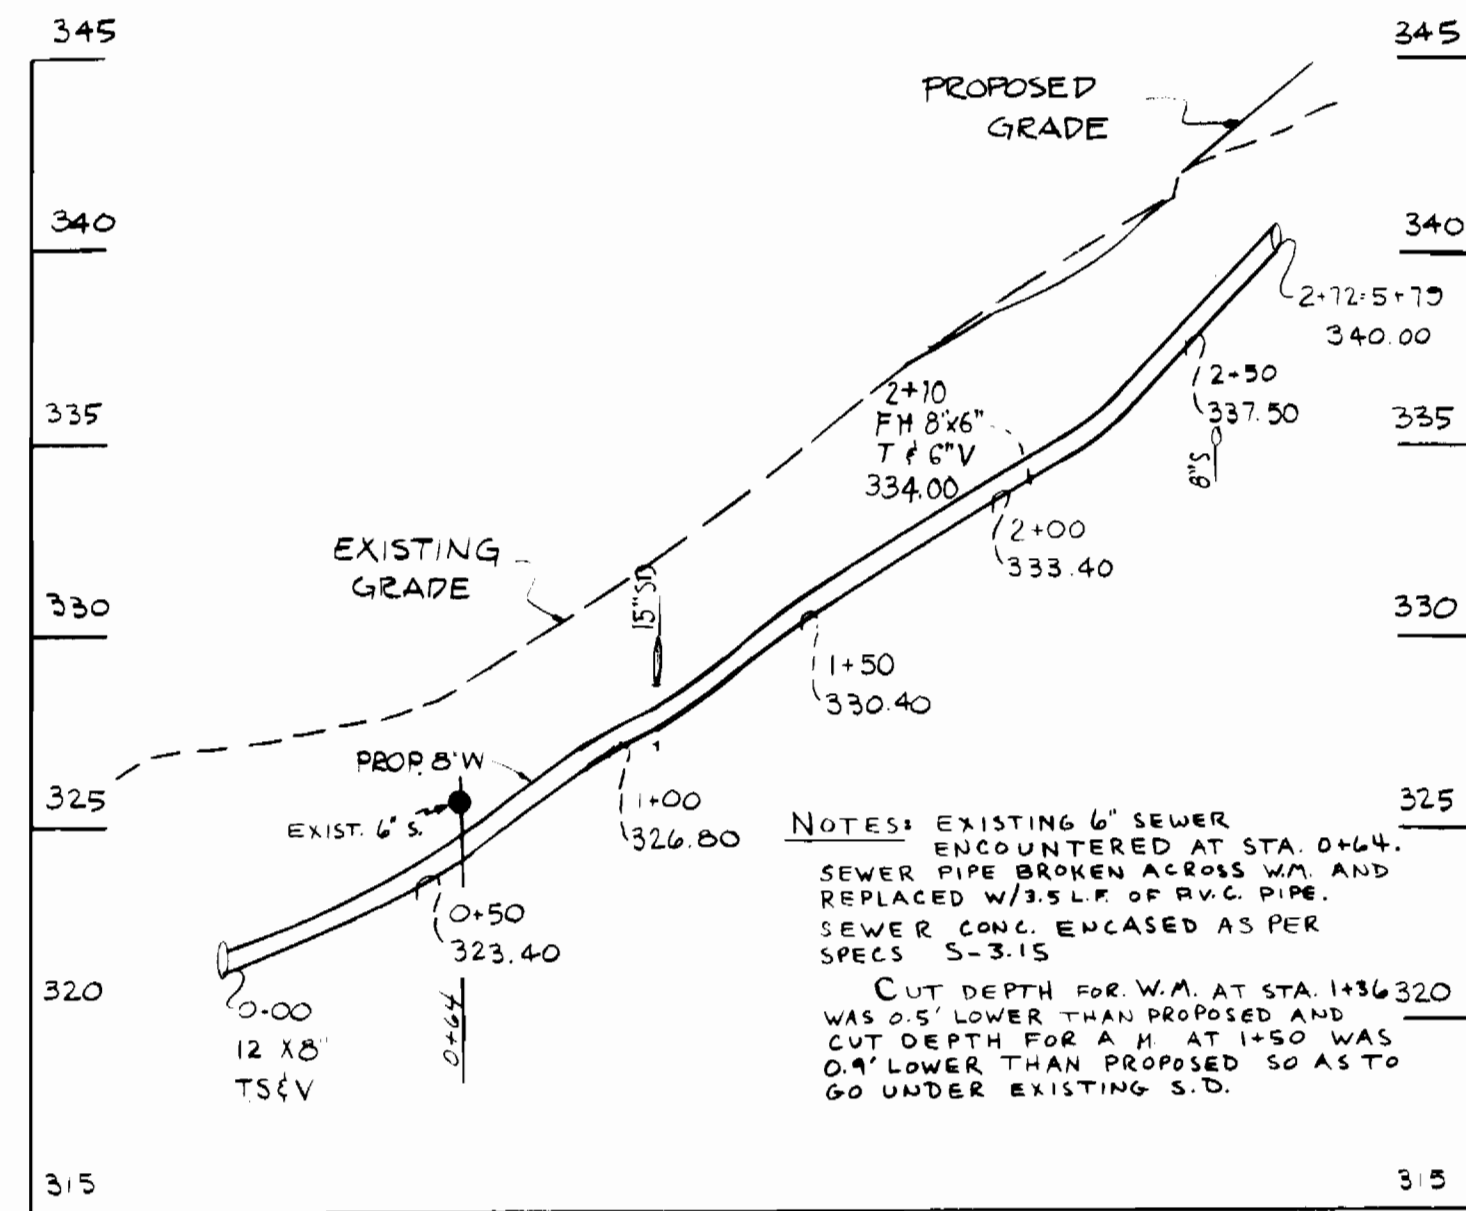 345
345
PROPOSED
GRADE
340
340
2+72=5+79
340.00
2+50
337.50
335
335
2+10
FH 8"x6"
T & 6"V
334.00
8"S
2+00
333.40
EXISTING
GRADE
15" SD
330
330
1+50
330.40
PROP. 8"W
325
325
EXIST. 6" S.
1+00
326.80
NOTES: EXISTING 6" SEWER
ENCOUNTERED AT STA. 0+64.
SEWER PIPE BROKEN ACROSS W.M. AND
REPLACED W/3.5 L.F. OF P.V.C. PIPE.
SEWER CONC. ENCASED AS PER
SPECS S-3.15
0+50
323.40
320
320
CUT DEPTH FOR W.M. AT STA. 1+36
WAS 0.5' LOWER THAN PROPOSED AND
CUT DEPTH FOR A M. AT 1+50 WAS
0.9' LOWER THAN PROPOSED SO AS TO
GO UNDER EXISTING S.D.
0-00
12 X8"
TS&V
0+64
315
315